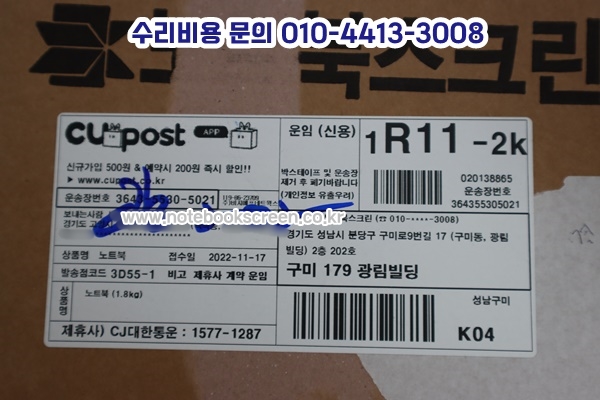 수리비용 문의 010-4413-3008
북스크린
CU post APP
운임 (신용)
1R11 -2k
신규가입 500원 & 예약시 200원 즉시 할인!!
▶ www.cupost.co.kr
박스테이프 및 운송장
제거 후 폐기바랍니다
(개인정보 유출우려)
020138865
운송장번호
364355305021
운송장번호 364355530-5021
보내는사람
경기도
www.notebookscreen.co.kr
스크린 (☎ 010-****-3008)
경기도 성남시 분당구 구미로9번길 17 (구미동, 광림
빌딩) 2층 202호
구미 179 광림빌딩
상품명 노트북 접수일 2022-11-17
발송점코드 3D55-1 비고 제휴사 계약 운임
상품명
노트북 (1.8kg)
성남구미
K04
제휴사) CJ대한통운 : 1577-1287